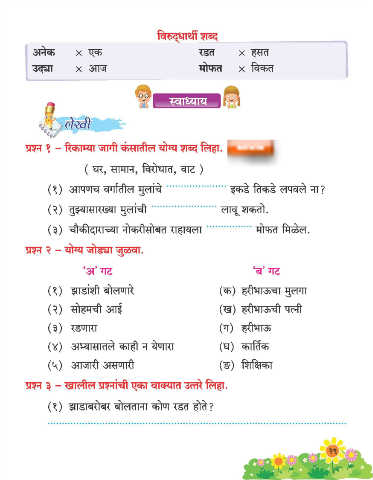 विरुद्धार्थी शब्द
अनेक × एक रडत × हसत
उद्या × आज मोफत × विकत
स्वाध्याय
लेखी
प्रश्न १ – रिकाम्या जागी कंसातील योग्य शब्द लिहा.
( घर, सामान, विरोधात, वाट )
(१) आपणच वर्गातील मुलांचे .................... इकडे तिकडे लपवले ना?
(२) तुझ्यासारख्या मुलांची .................... लावू शकतो.
(३) चौकीदाराच्या नोकरीसोबत राहायला ............... मोफत मिळेल.
प्रश्न २ – योग्य जोड्या जुळवा.
'अ' गट 'ब' गट
(१) झाडांशी बोलणारे (क) हरीभाऊचा मुलगा
(२) सोहमची आई (ख) हरीभाऊची पत्नी
(३) रडणारा (ग) हरीभाऊ
(४) अभ्यासातले काही न येणारा (घ) कार्तिक
(५) आजारी असणारी (ङ) शिक्षिका
प्रश्न ३ – खालील प्रश्नांची एका वाक्यात उत्तरे लिहा.
(१) झाडाबरोबर बोलताना कोण रडत होते?